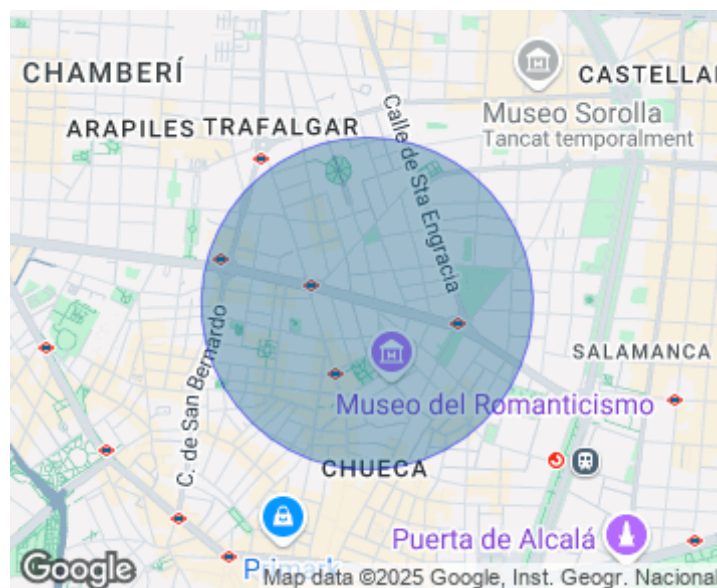 CHAMBERÍ
CASTELLA
Museo Sorolla
Tancat temporalment
ARAPILES
TRAFALGAR
Calle de Sta Engracia
SALAMANCA
C. de San Bernardo
Museo del Romanticismo
CHUECA
Puerta de Alcalá
Primark
Google
Map data ©2025 Google, Inst. Geogr. Nacional